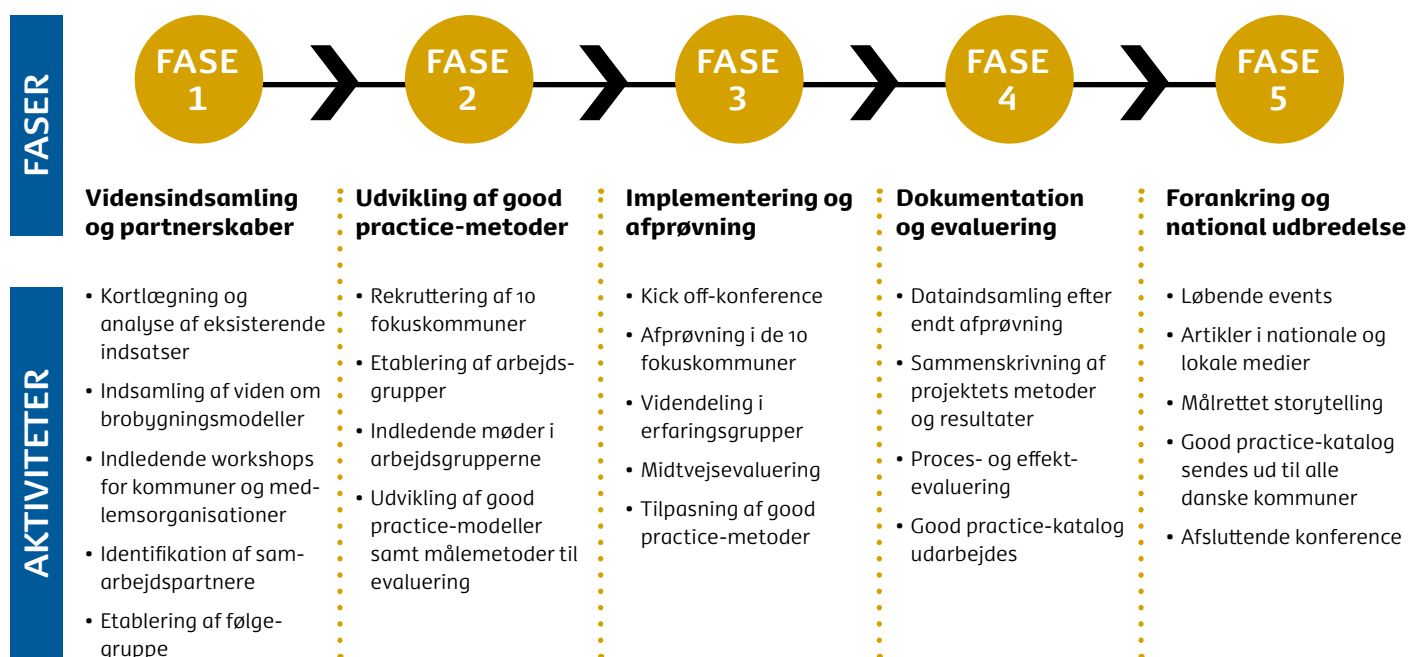 FASER
FASE
1
FASE
2
FASE
3
FASE
4
FASE
5
Vidensindsamling
og partnerskaber
Udvikling af good
practice-metoder
Implementering og
afprøvning
Dokumentation
og evaluering
Forankring og
national udbredelse
AKTIVITETER
• Kortlægning og
analyse af eksisterende
indsatser
• Indsamling af viden om
brobygningsmodeller
• Indledende workshops
for kommuner og med-
lemsorganisationer
• Identifikation af sam-
arbejdspartnere
• Etablering af følge-
gruppe
• Rekruttering af 10
fokuskommuner
• Etablering af arbejds-
grupper
• Indledende møder i
arbejdsgrupperne
• Udvikling af good
practice-modeller
samt målemetoder til
evaluering
• Kick off-konference
• Afprøvning i de 10
fokuskommuner
• Videndeling i
erfaringsgrupper
• Midtvejsevaluering
• Tilpasning af good
practice-metoder
• Dataindsamling efter
endt afprøvning
• Sammenskrivning af
projektets metoder
og resultater
• Proces- og effekt-
evaluering
• Good practice-katalog
udarbejdes
• Løbende events
• Artikler i nationale og
lokale medier
• Målrettet storytelling
• Good practice-katalog
sendes ud til alle
danske kommuner
• Afsluttende konference